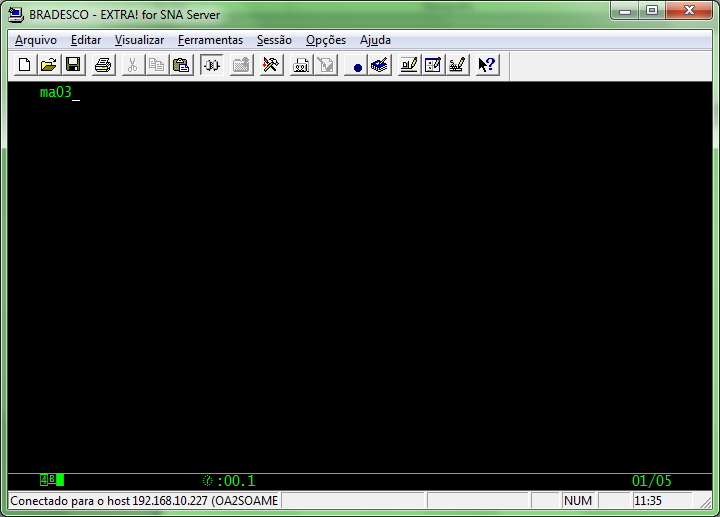 BRADESCO - EXTRA! for SNA Server
Arquivo Editar Visualizar Ferramentas Sessão Opções Ajuda
ma03_
4B :00.1 01/05
Conectado para o host 192.168.10.227 (OA2SOAME NUM 11:35